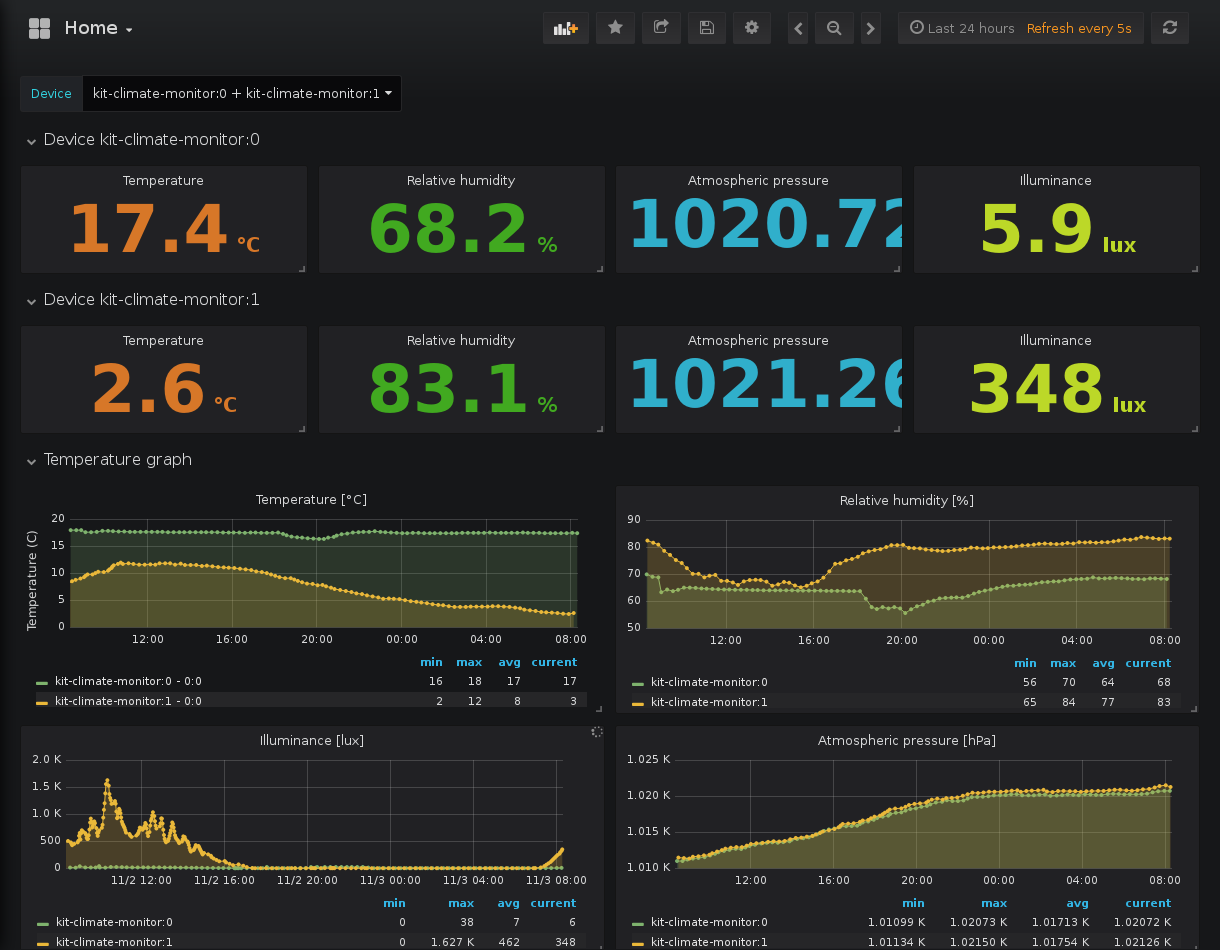 Home
Last 24 hours Refresh every 5s
Device kit-climate-monitor:0 + kit-climate-monitor:1
Device kit-climate-monitor:0
Temperature Relative humidity Atmospheric pressure Illuminance
17.4 °C 68.2 % 1020.72 5.9 lux
Device kit-climate-monitor:1
Temperature Relative humidity Atmospheric pressure Illuminance
2.6 °C 83.1 % 1021.26 348 lux
Temperature graph
Temperature [°C]
Temperature (C)
20
15
10
5
0
12:00 16:00 20:00 00:00 04:00 08:00
min max avg current
kit-climate-monitor:0 - 0:0 16 18 17 17
kit-climate-monitor:1 - 0:0 2 12 8 3
Relative humidity [%]
90
80
70
60
50
12:00 16:00 20:00 00:00 04:00 08:00
min max avg current
kit-climate-monitor:0 56 70 64 68
kit-climate-monitor:1 65 84 77 83
Illuminance [lux]
2.0 K
1.5 K
1.0 K
500
0
11/2 12:00 11/2 16:00 11/2 20:00 11/3 00:00 11/3 04:00 11/3 08:00
min max avg current
kit-climate-monitor:0 0 38 7 6
kit-climate-monitor:1 0 1.627 K 462 348
Atmospheric pressure [hPa]
1.025 K
1.020 K
1.015 K
1.010 K
12:00 16:00 20:00 00:00 04:00 08:00
min max avg current
kit-climate-monitor:0 1.01099 K 1.02073 K 1.01713 K 1.02072 K
kit-climate-monitor:1 1.01134 K 1.02150 K 1.01754 K 1.02126 K